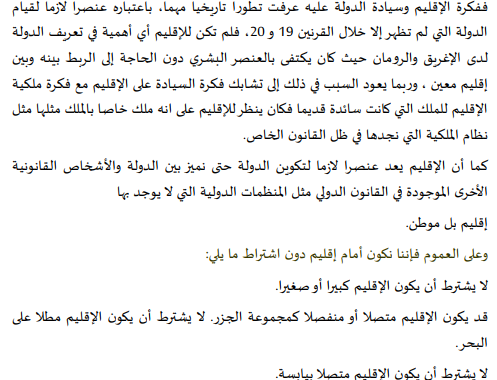 ففكرة الإقليم وسيادة الدولة عليه عرفت تطورا تاريخيا مهما، باعتباره عنصرا لازما لقيام
الدولة التي لم تظهر إلا خلال القرنين 19 و 20، فلم تكن للإقليم أي أهمية في تعريف الدولة
لدى الإغريق والرومان حيث كان يكتفى بالعنصر البشري دون الحاجة إلى الربط بينه وبين
إقليم معين ، وربما يعود السبب في ذلك إلى تشابك فكرة السيادة على الإقليم مع فكرة ملكية
الإقليم للملك التي كانت سائدة قديما فكان ينظر للإقليم على انه ملك خاصا بالملك مثلها مثل
نظام الملكية التي نجدها في ظل القانون الخاص.
كما أن الإقليم يعد عنصرا لازما لتكوين الدولة حتى نميز بين الدولة والأشخاص القانونية
الأخرى الموجودة في القانون الدولي مثل المنظمات الدولية التي لا يوجد بها
إقليم بل موطن.
وعلى العموم فإننا نكون أمام إقليم دون اشتراط ما يلي:
لا يشترط أن يكون الإقليم كبيرا أو صغيرا.
قد يكون الإقليم متصلا أو منفصلا كمجموعة الجزر. لا يشترط أن يكون الإقليم مطلا على
البحر.
لا يشترط أن يكون الإقليم متصلا بيابسة.